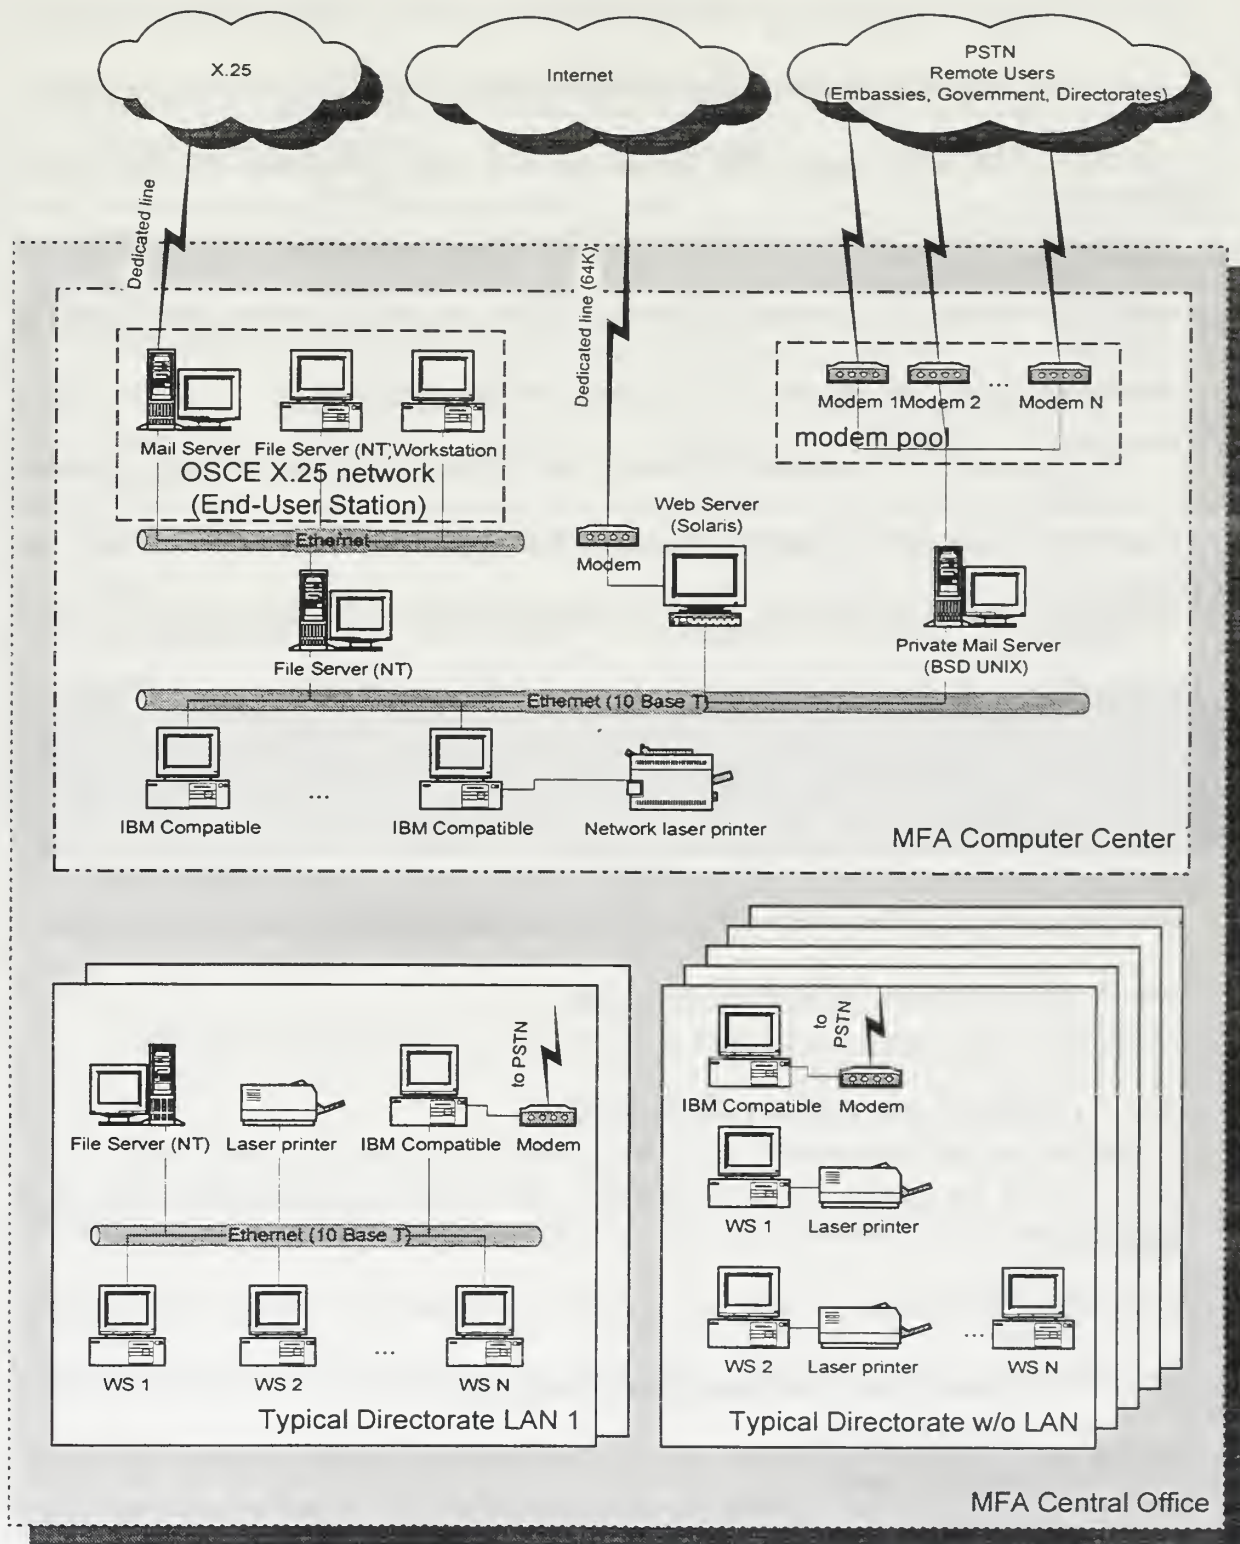 X.25
Internet
PSTN
Remote Users
(Embassies, Government, Directorates)
Dedicated line
Dedicated line (64K)
Mail Server
File Server (NT)
Workstation
OSCE X.25 network
(End-User Station)
Ethernet
Modem 1
Modem 2
...
Modem N
modem pool
Modem
Web Server
(Solaris)
File Server (NT)
Private Mail Server
(BSD UNIX)
Ethernet (10 Base T)
IBM Compatible
...
IBM Compatible
Network laser printer
MFA Computer Center
to PSTN
File Server (NT)
Laser printer
IBM Compatible
Modem
Ethernet (10 Base T)
WS 1
WS 2
...
WS N
Typical Directorate LAN 1
to
PSTN
IBM Compatible
Modem
WS 1
Laser printer
WS 2
Laser printer
...
WS N
Typical Directorate w/o LAN
MFA Central Office